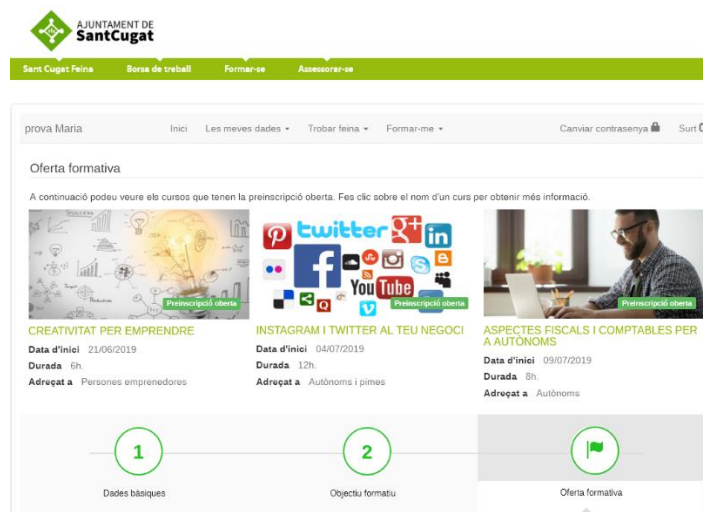 AJUNTAMENT DE
SantCugat
Sant Cugat Feina Borsa de treball Formar-se Assessorar-se
prova Maria Inici Les meves dades Trobar feina Formar-me Canviar contrasenya Surt
Oferta formativa
A continuació podeu veure els cursos que tenen la preinscripció oberta. Fes clic sobre el nom d'un curs per obtenir més informació.
twitter
You Tube
Preinscripció oberta Preinscripció oberta Preinscripció oberta
CREATIVITAT PER EMPRENDRE
Data d'inici 21/06/2019
Durada 6h.
Adreçat a Persones emprenedores
INSTAGRAM I TWITTER AL TEU NEGOCI
Data d'inici 04/07/2019
Durada 12h.
Adreçat a Autònoms i pimes
ASPECTES FISCALS I COMPTABLES PER
A AUTÒNOMS
Data d'inici 09/07/2019
Durada 8h.
Adreçat a Autònoms
1 2
Dades bàsiques Objectiu formatiu Oferta formativa